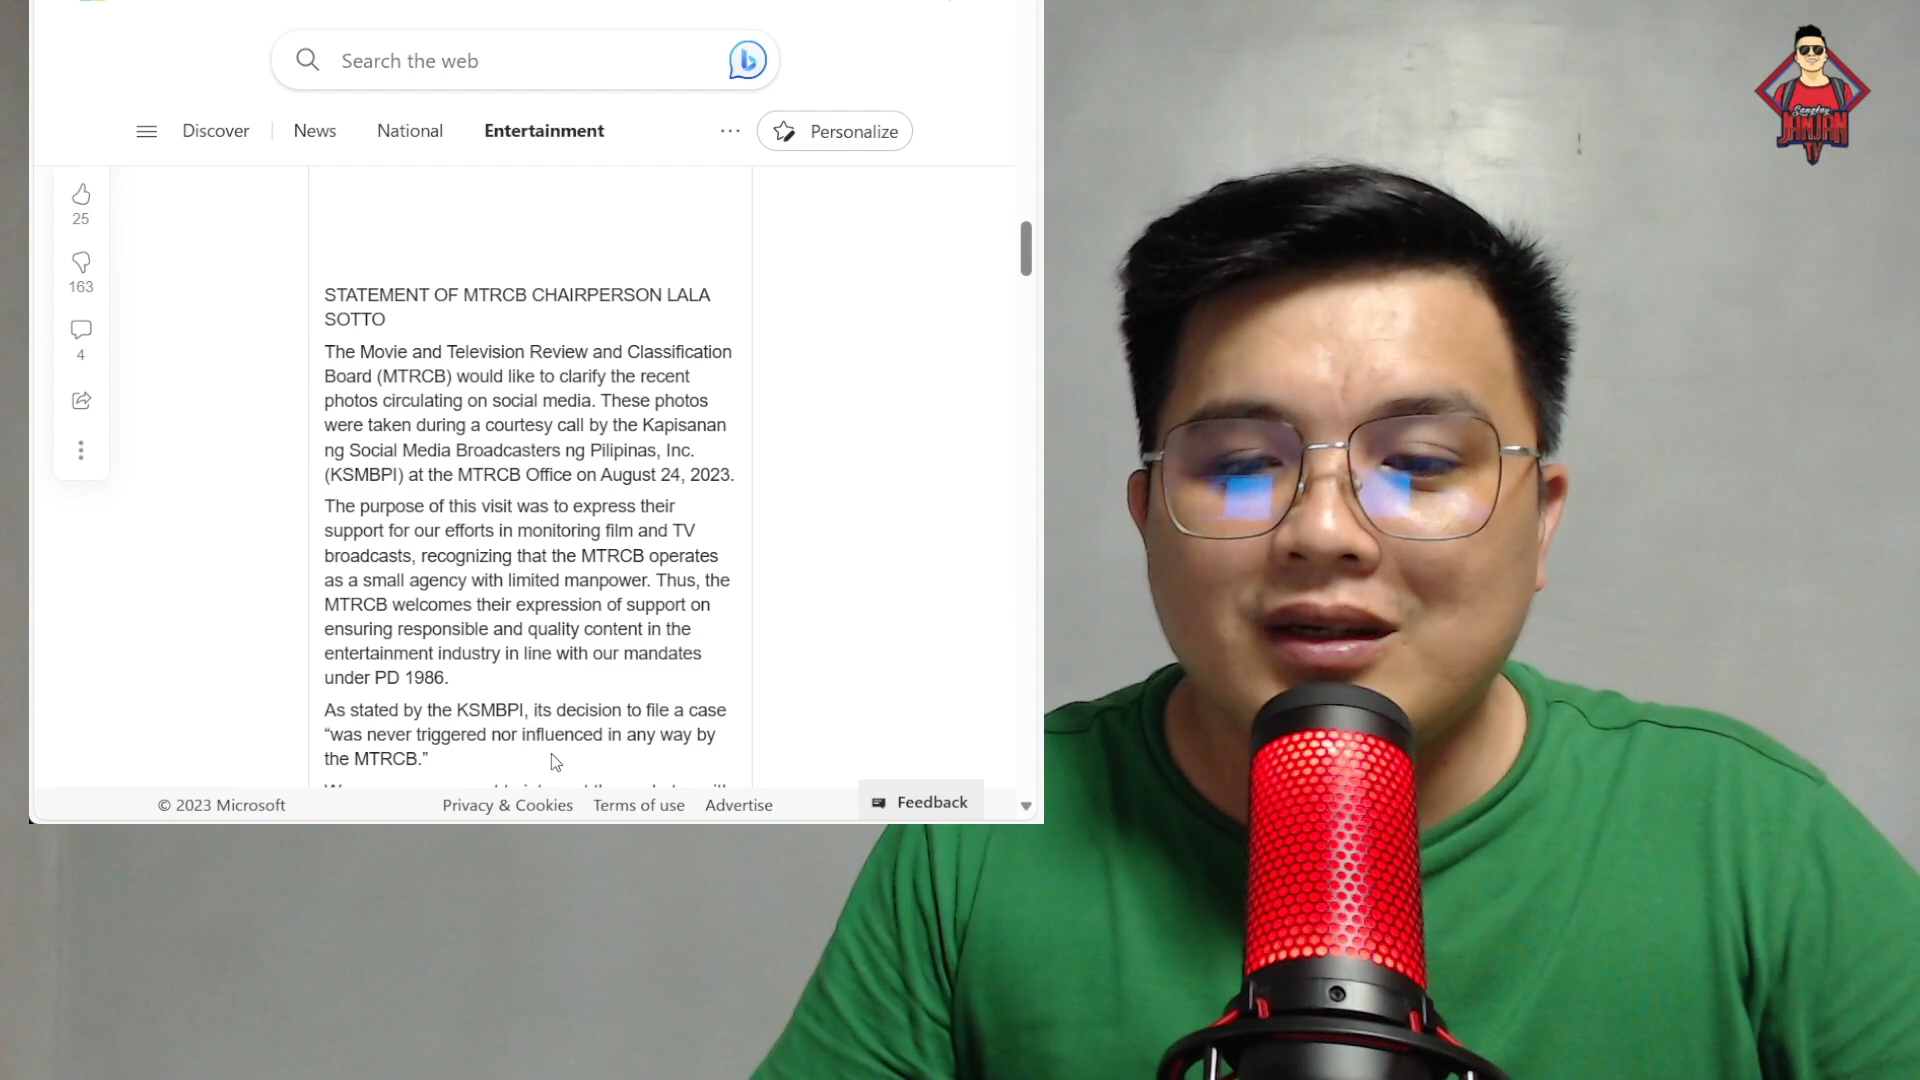 Search the web
Discover
News
National
Entertainment
Personalize
25
163
4
STATEMENT OF MTRCB CHAIRPERSON LALA
SOTTO
The Movie and Television Review and Classification
Board (MTRCB) would like to clarify the recent
photos circulating on social media. These photos
were taken during a courtesy call by the Kapisanan
ng Social Media Broadcasters ng Pilipinas, Inc.
(KSMBPI) at the MTRCB Office on August 24, 2023.
The purpose of this visit was to express their
support for our efforts in monitoring film and TV
broadcasts, recognizing that the MTRCB operates
as a small agency with limited manpower. Thus, the
MTRCB welcomes their expression of support on
ensuring responsible and quality content in the
entertainment industry in line with our mandates
under PD 1986.
As stated by the KSMBPI, its decision to file a case
“was never triggered nor influenced in any way by
the MTRCB.”
© 2023 Microsoft
Privacy & Cookies
Terms of use
Advertise
Feedback
Sangkay
JANJAN
TV